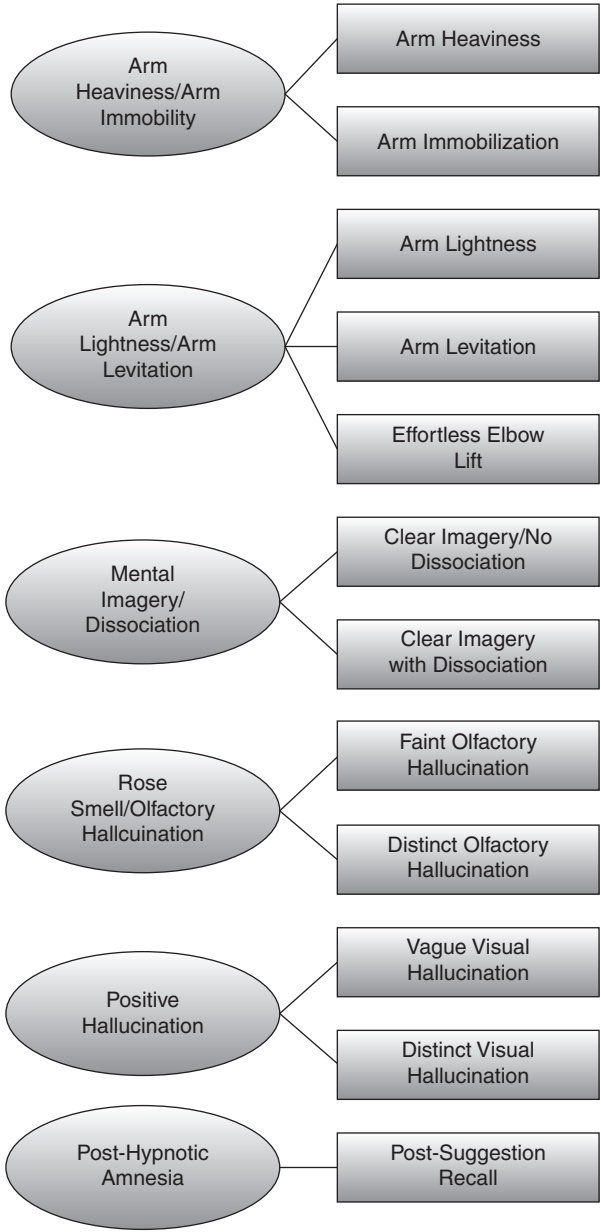 Arm
Heaviness/Arm
Immobility
Arm Heaviness
Arm Immobilization
Arm
Lightness/Arm
Levitation
Arm Lightness
Arm Levitation
Effortless Elbow
Lift
Mental
Imagery/
Dissociation
Clear Imagery/No
Dissociation
Clear Imagery
with Dissociation
Rose
Smell/Olfactory
Hallcuination
Faint Olfactory
Hallucination
Distinct Olfactory
Hallucination
Positive
Hallucination
Vague Visual
Hallucination
Distinct Visual
Hallucination
Post-Hypnotic
Amnesia
Post-Suggestion
Recall